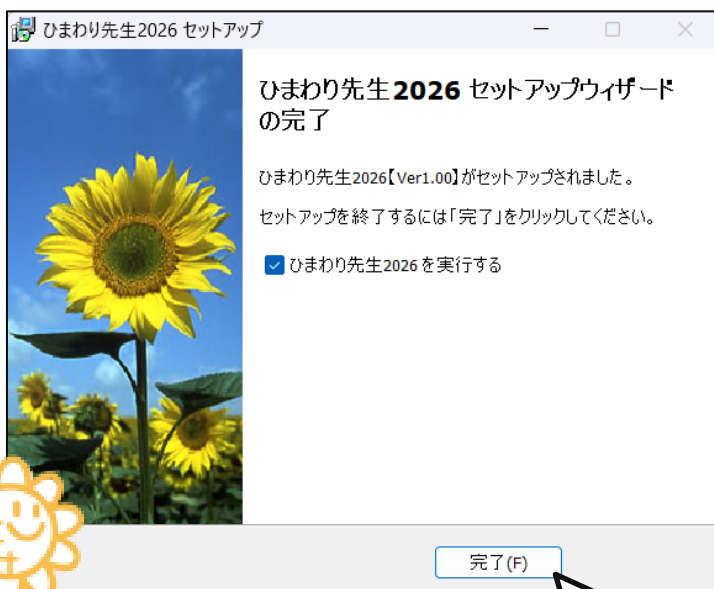 ひまわり先生2026 セットアップ
ひまわり先生2026 セットアップウィザード
の完了
ひまわり先生2026【Ver1.00】がセットアップされました。
セットアップを終了するには「完了」をクリックしてください。
ひまわり先生2026 を実行する
完了(F)